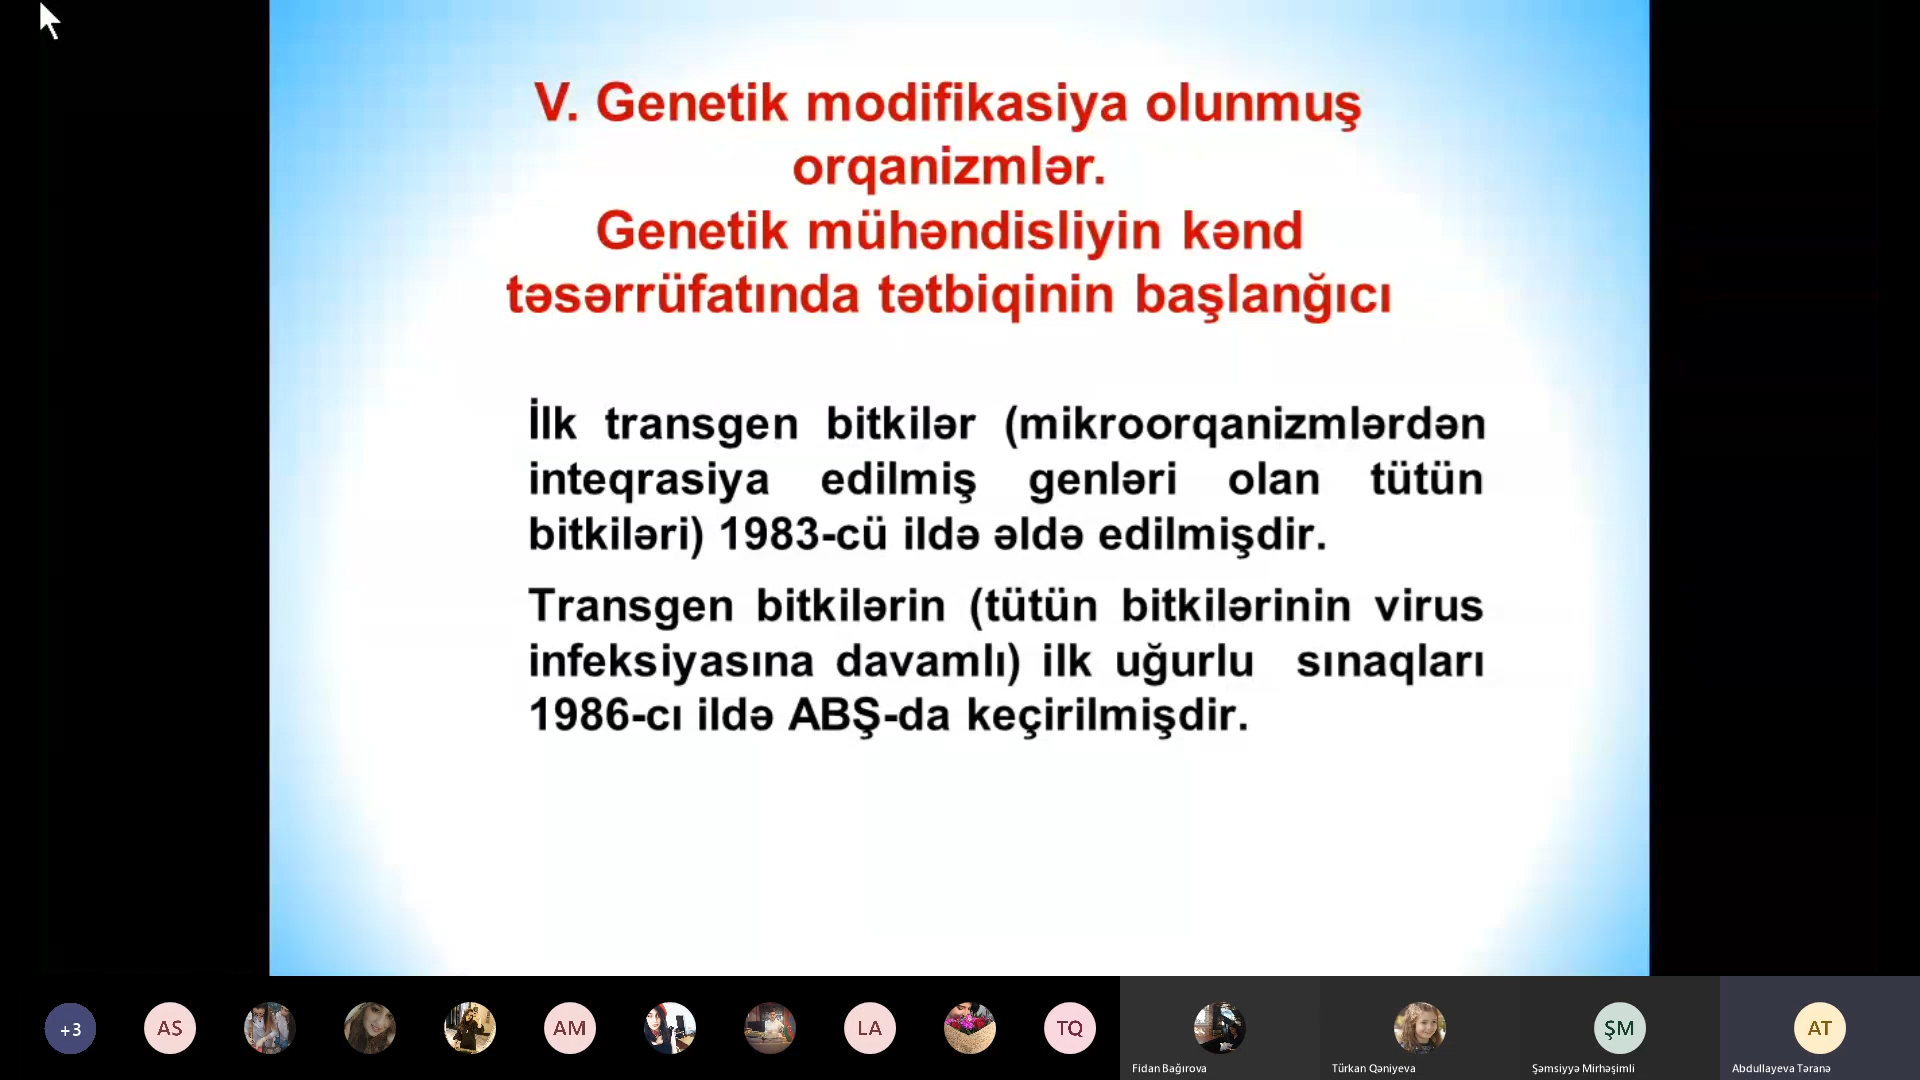 V. Genetik modifikasiya olunmuş
orqanizmlər.
Genetik mühəndisliyin kənd
təsərrüfatında tətbiqinin başlanğıcı
İlk transgen bitkilər (mikroorqanizmlərdən
inteqrasiya edilmiş genləri olan tütün
bitkiləri) 1983-cü ildə əldə edilmişdir.
Transgen bitkilərin (tütün bitkilərinin virus
infeksiyasına davamlı) ilk uğurlu sınaqları
1986-cı ildə ABŞ-da keçirilmişdir.
+3 AS AM LA TQ ŞM AT
Fidan Bağırova Türkan Qəniyeva Şəmsiyyə Mirhəşimli Abdullayeva Təranə